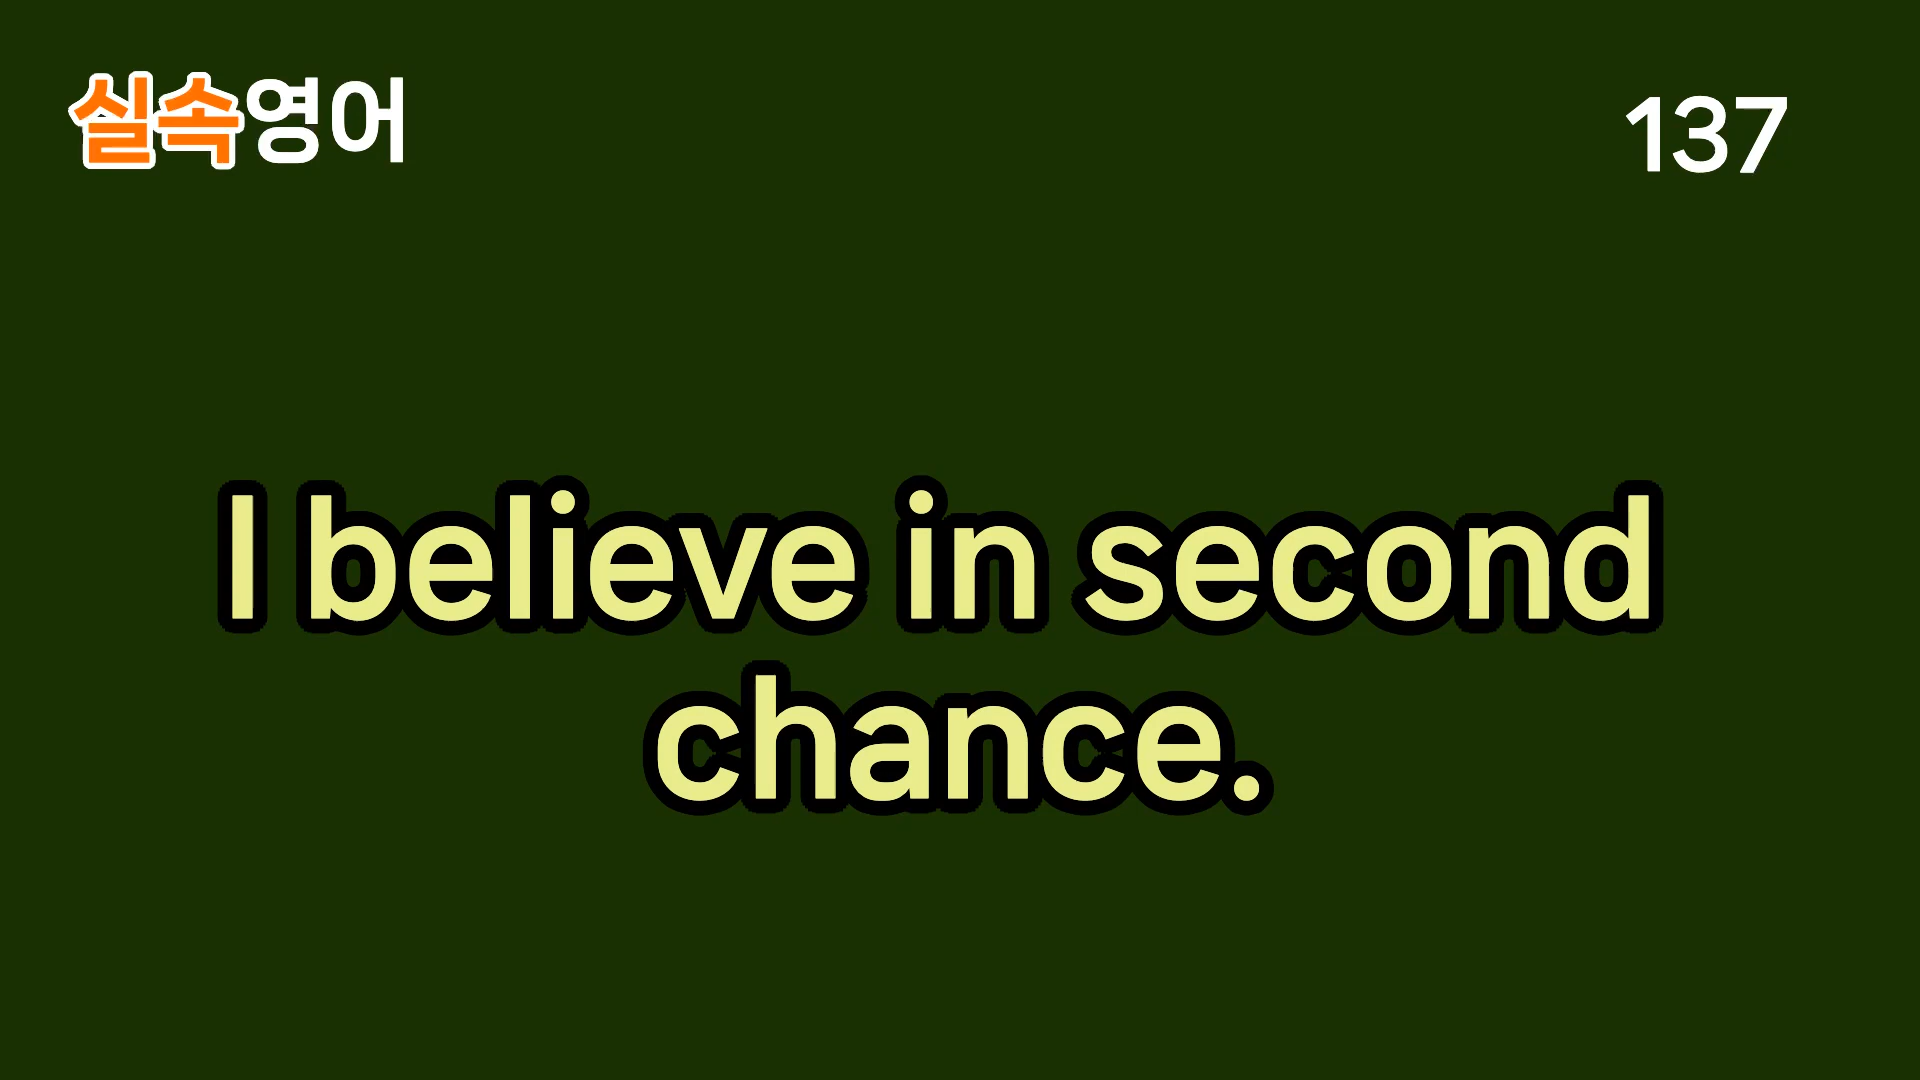 실속영어
137
I believe in second
chance.